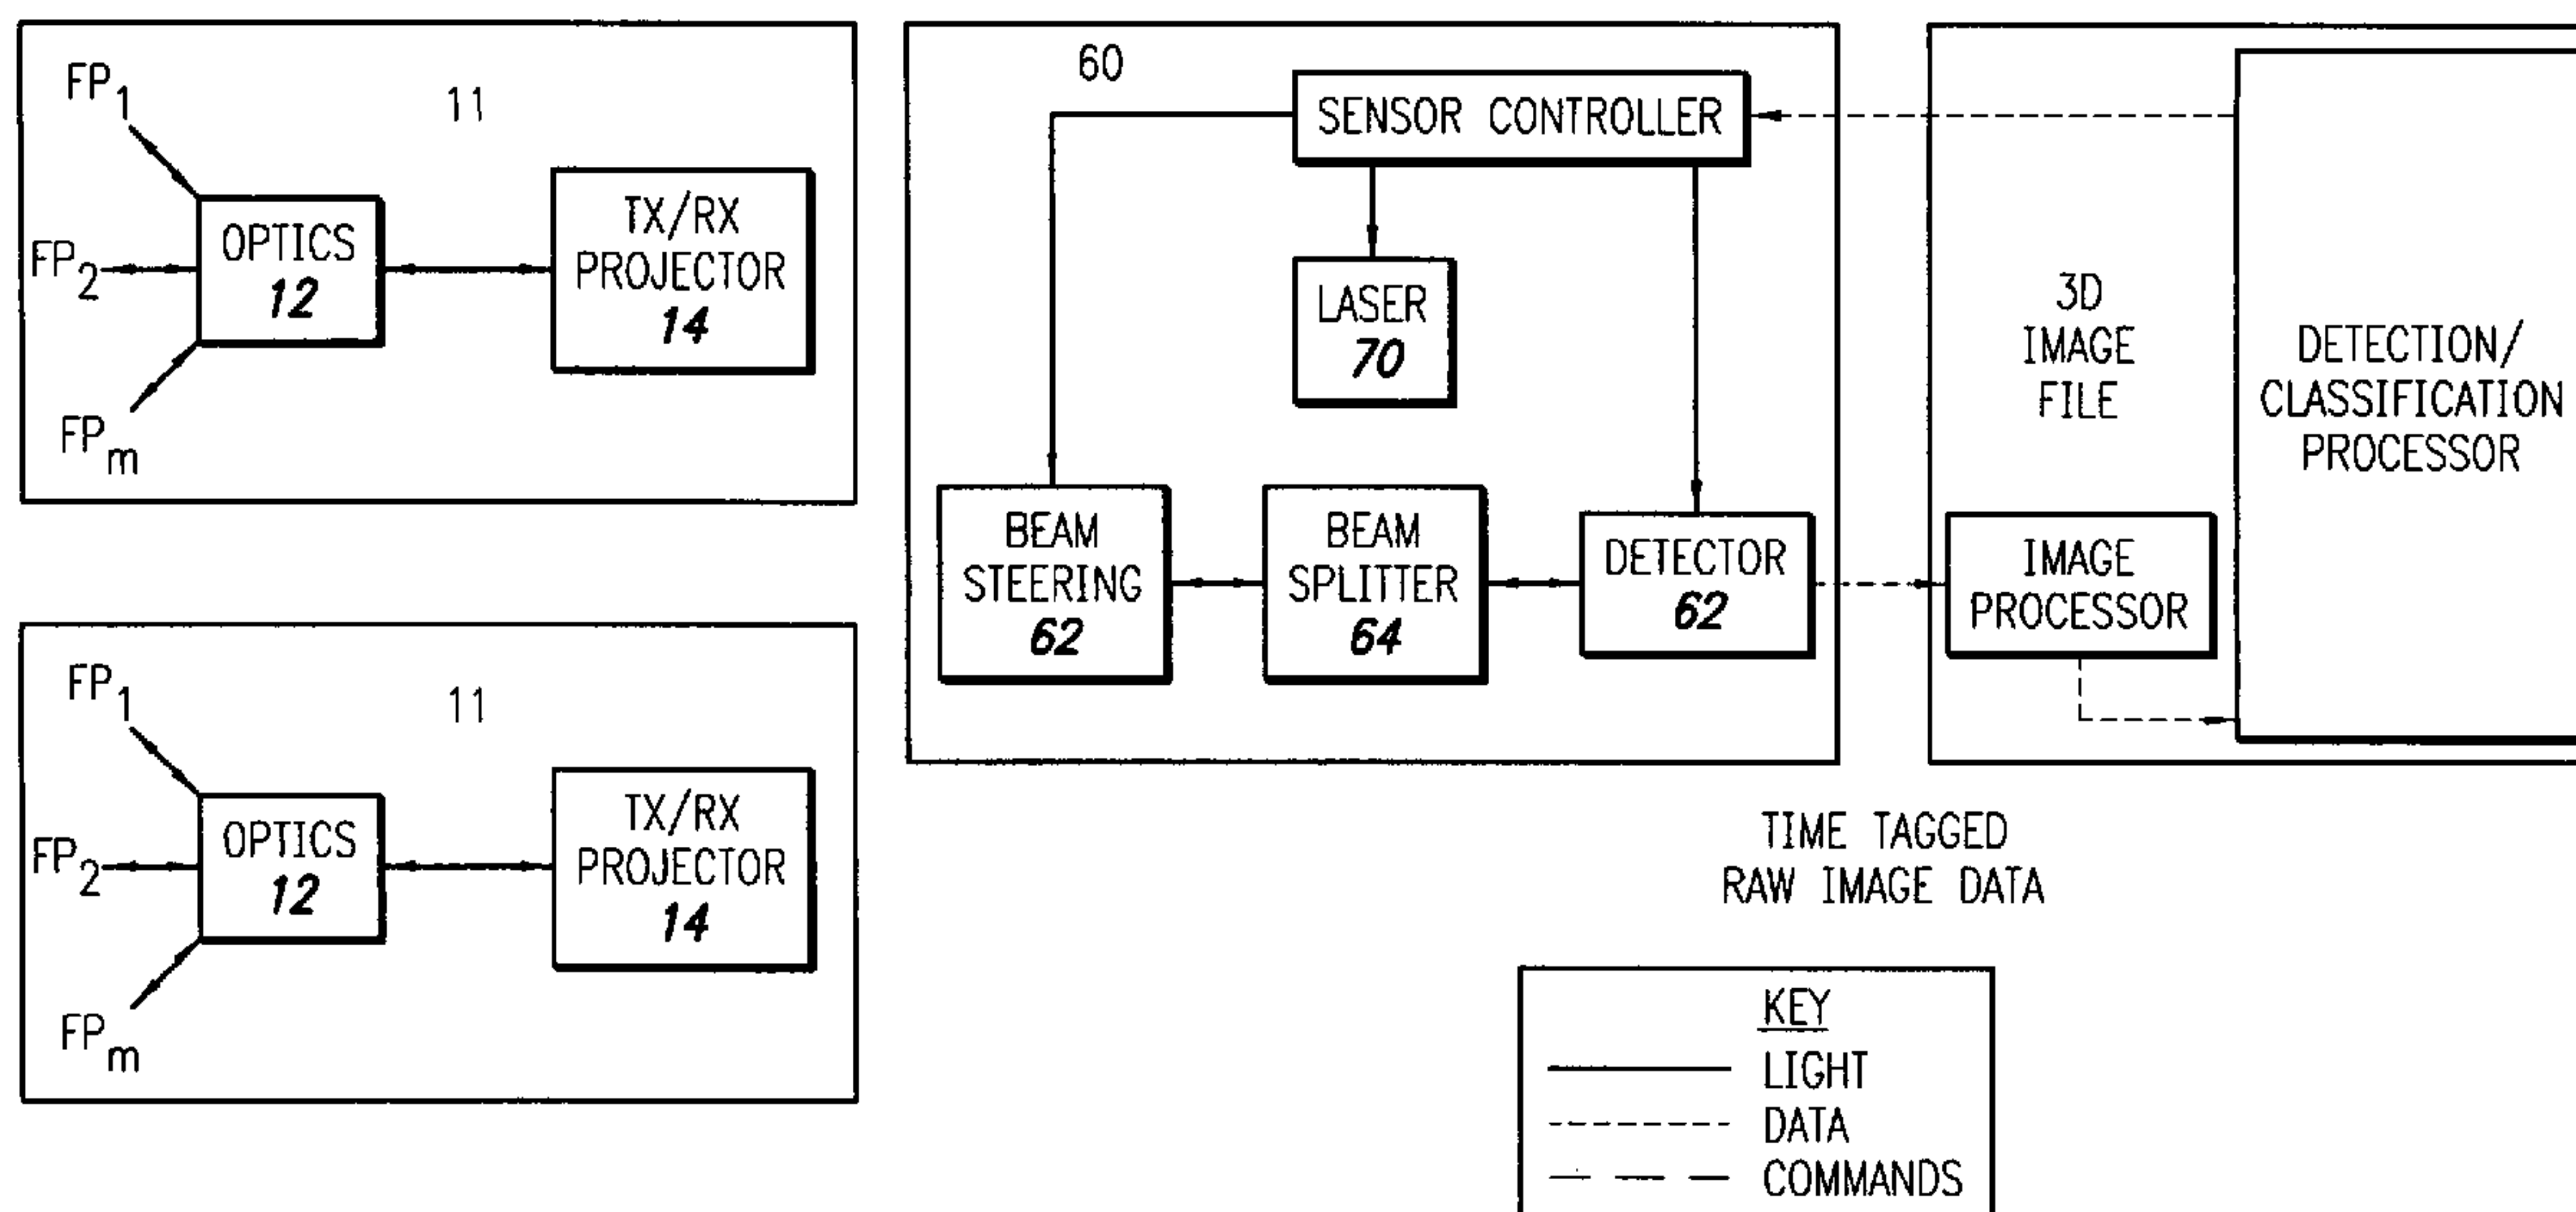 FP1
11
FP2
FPm
OPTICS
12
TX/RX
PROJECTOR
14
FP1
11
FP2
FPm
OPTICS
12
TX/RX
PROJECTOR
14
60
SENSOR CONTROLLER
LASER
70
BEAM
STEERING
62
BEAM
SPLITTER
64
DETECTOR
62
3D
IMAGE
FILE
IMAGE
PROCESSOR
DETECTION/
CLASSIFICATION
PROCESSOR
TIME TAGGED
RAW IMAGE DATA
KEY
LIGHT
DATA
COMMANDS